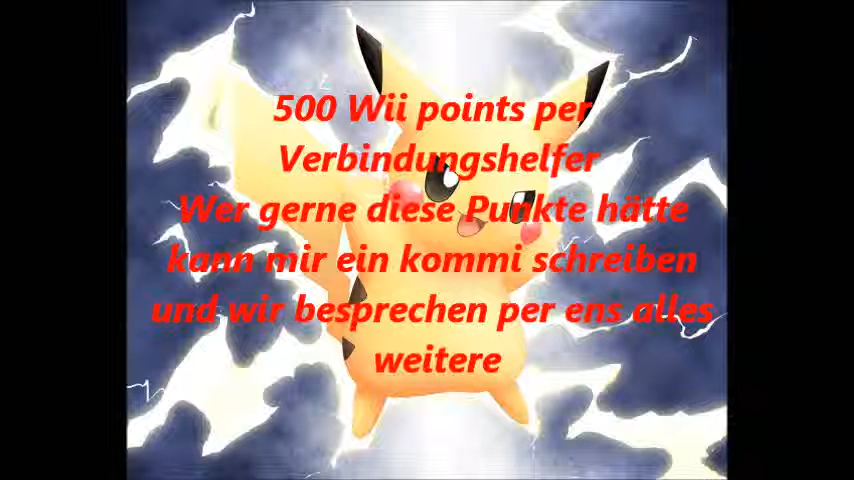 500 Wii points per
Verbindungshelfer
Wer gerne diese Punkte hätte
kann mir ein kommi schreiben
und wir besprechen per ens alles
weitere